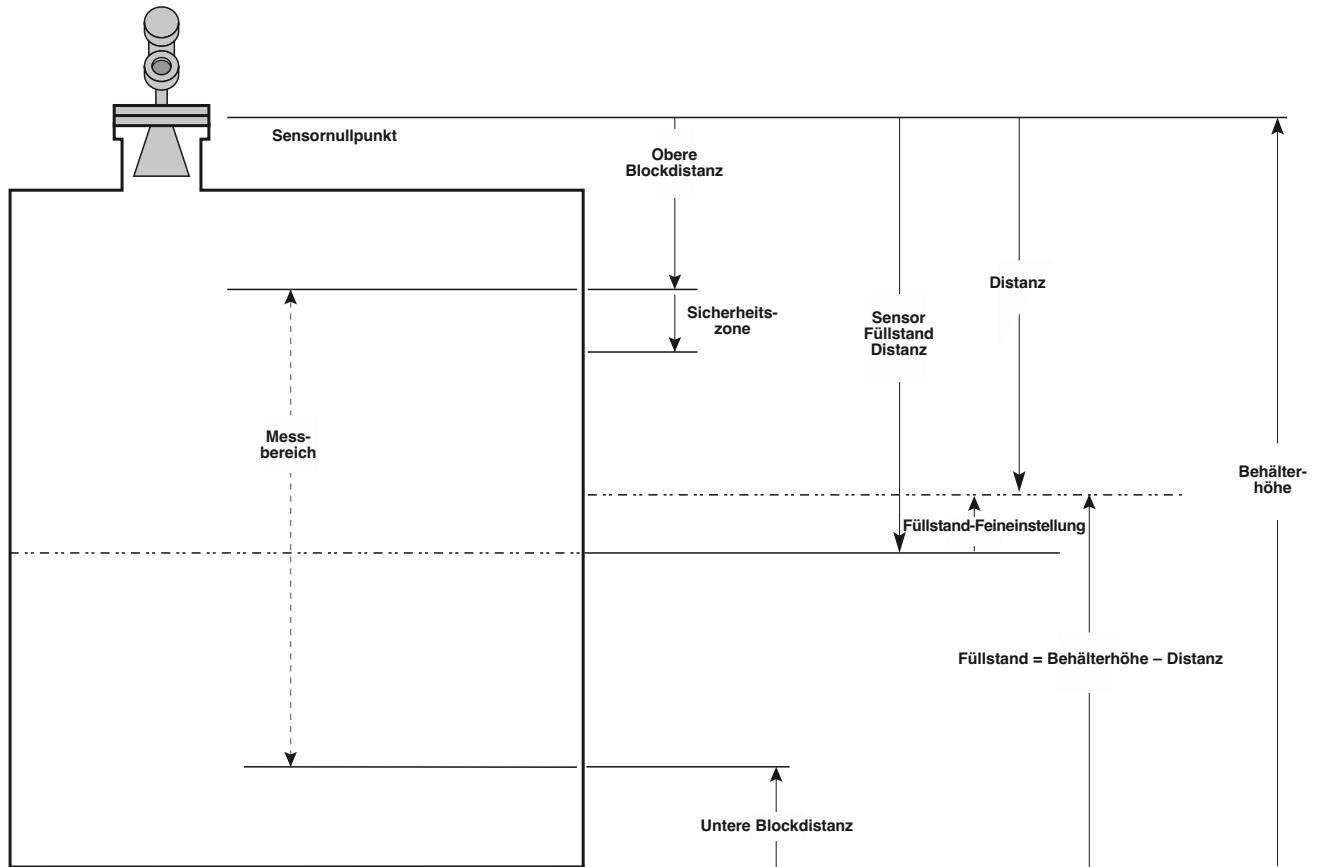 Sensornullpunkt
Obere
Blockdistanz
Distanz
Sicherheits-
zone
Sensor
Füllstand
Distanz
Mess-
bereich
Behälter-
höhe
Füllstand-Feineinstellung
Füllstand = Behälterhöhe – Distanz
Untere Blockdistanz